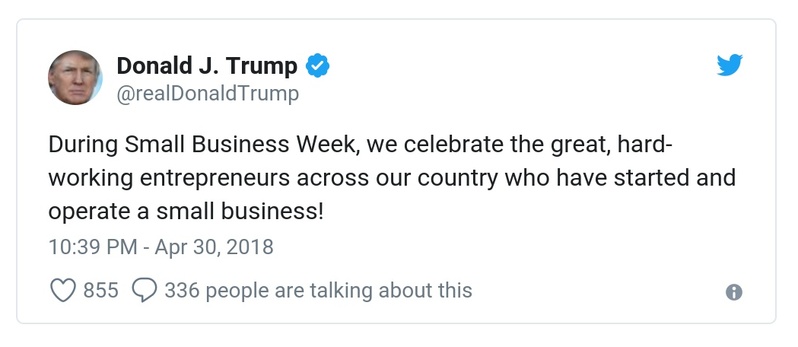 Donald J. Trump
@realDonaldTrump
During Small Business Week, we celebrate the great, hard-
working entrepreneurs across our country who have started and
operate a small business!
10:39 PM - Apr 30, 2018
855 336 people are talking about this